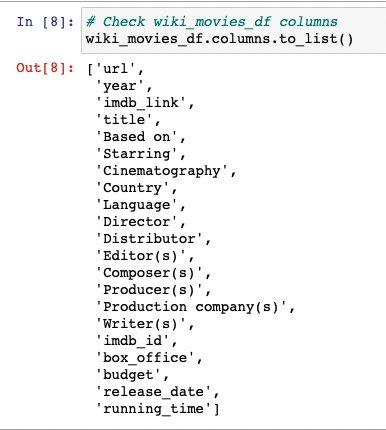 In [8]: # Check wiki_movies_df columns
wiki_movies_df.columns.to_list()
Out[8]: ['url',
'year',
'imdb_link',
'title',
'Based on',
'Starring',
'Cinematography',
'Country',
'Language',
'Director',
'Distributor',
'Editor(s)',
'Composer(s)',
'Producer(s)',
'Production company(s)',
'Writer(s)',
'imdb_id',
'box_office',
'budget',
'release_date',
'running_time']